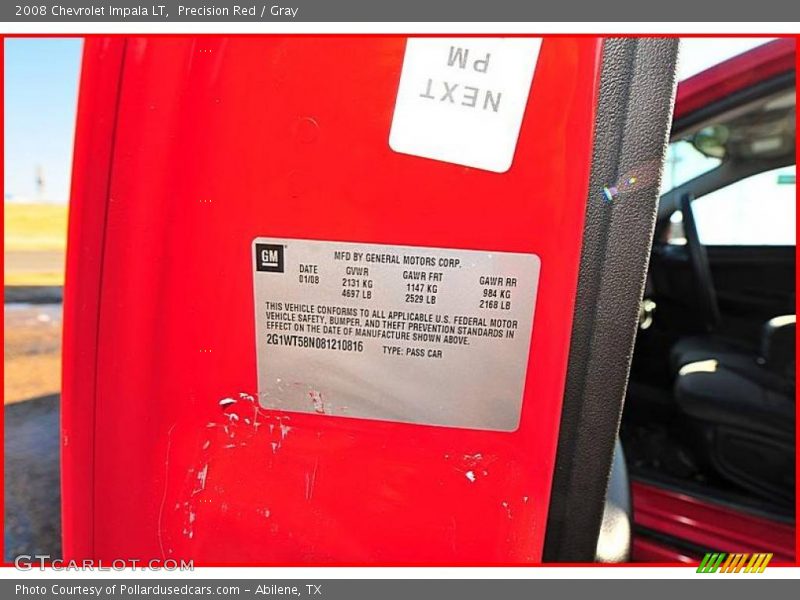 2008 Chevrolet Impala LT, Precision Red / Gray
NEXT
PM
GM
MFD BY GENERAL MOTORS CORP.
DATE GVWR GAWR FRT GAWR RR
01/08 2131 KG 1147 KG 984 KG
4697 LB 2529 LB 2168 LB
THIS VEHICLE CONFORMS TO ALL APPLICABLE U.S. FEDERAL MOTOR
VEHICLE SAFETY, BUMPER, AND THEFT PREVENTION STANDARDS IN
EFFECT ON THE DATE OF MANUFACTURE SHOWN ABOVE.
2G1WT58N081210816 TYPE: PASS CAR
GTCARLOT.COM
Photo Courtesy of Pollardusedcars.com - Abilene, TX